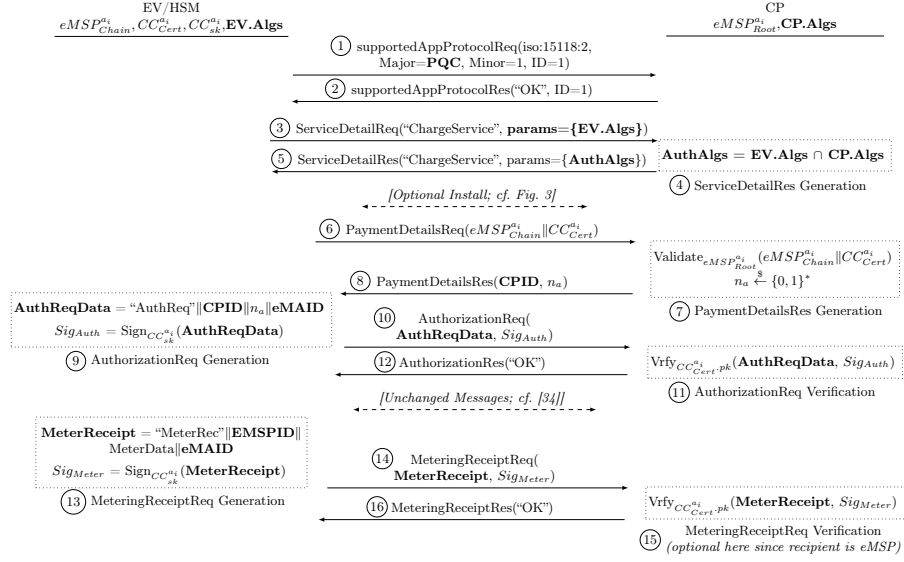 EV/HSM
eMSP^{a_i}_{Chain}, CC^{a_i}_{Cert}, CC^{a_i}_{sk}, EV.Algs
CP
eMSP^{a_i}_{Root}, CP.Algs
1 supportedAppProtocolReq(iso:15118:2,
Major=PQC, Minor=1, ID=1)
2 supportedAppProtocolRes(“OK”, ID=1)
3 ServiceDetailReq(“ChargeService”, params={EV.Algs})
AuthAlgs = EV.Algs ∩ CP.Algs
4 ServiceDetailRes Generation
5 ServiceDetailRes(“ChargeService”, params={AuthAlgs})
[Optional Install; cf. Fig. 3]
6 PaymentDetailsReq(eMSP^{a_i}_{Chain}∥CC^{a_i}_{Cert})
Validate_{eMSP^{a_i}_{Root}}(eMSP^{a_i}_{Chain}∥CC^{a_i}_{Cert})
n_a ←$ {0, 1}*
7 PaymentDetailsRes Generation
8 PaymentDetailsRes(CPID, n_a)
AuthReqData = “AuthReq”∥CPID∥n_a∥eMAID
Sig_{Auth} = Sign_{CC^{a_i}_{sk}}(AuthReqData)
9 AuthorizationReq Generation
10 AuthorizationReq(
AuthReqData, Sig_{Auth})
Vrfy_{CC^{a_i}_{Cert}.pk}(AuthReqData, Sig_{Auth})
11 AuthorizationReq Verification
12 AuthorizationRes(“OK”)
[Unchanged Messages; cf. [34]]
MeterReceipt = “MeterRec”∥EMSPID∥
MeterData∥eMAID
Sig_{Meter} = Sign_{CC^{a_i}_{sk}}(MeterReceipt)
13 MeteringReceiptReq Generation
14 MeteringReceiptReq(
MeterReceipt, Sig_{Meter})
Vrfy_{CC^{a_i}_{Cert}.pk}(MeterReceipt, Sig_{Meter})
15 MeteringReceiptReq Verification
(optional here since recipient is eMSP)
16 MeteringReceiptRes(“OK”)